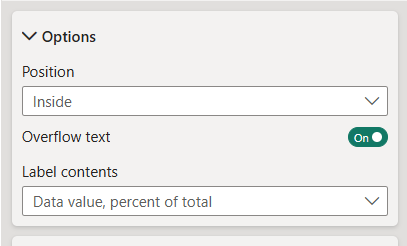 Options
Position
Inside
Overflow text On
Label contents
Data value, percent of total